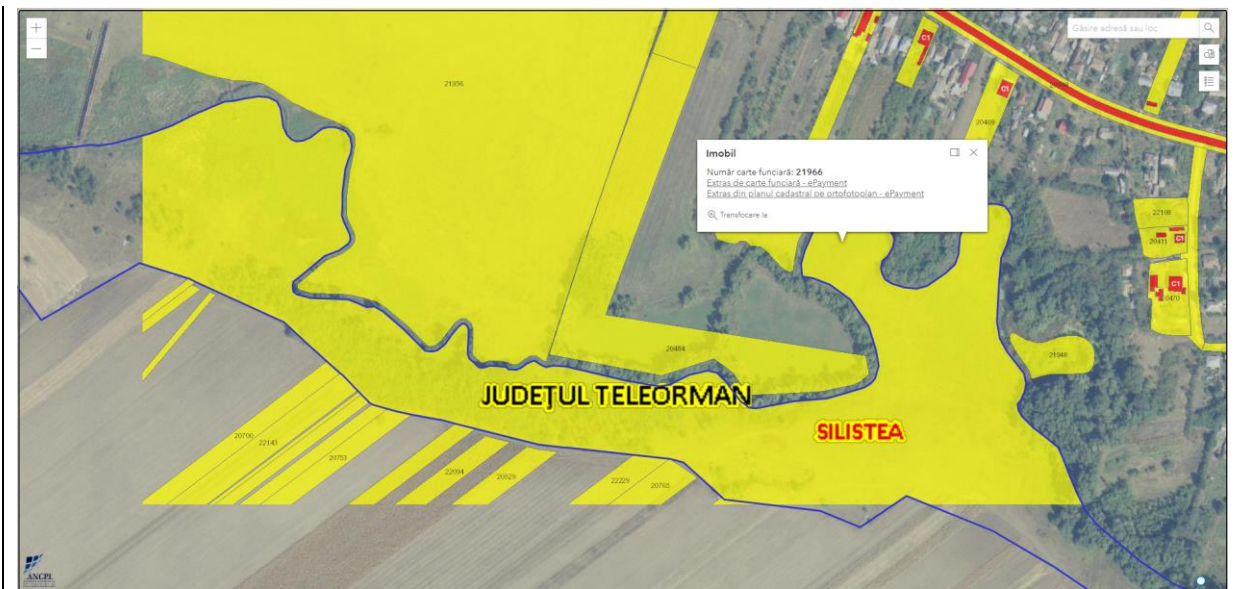 +
Găsire adresă sau loc
−
21956
C1
C1
20489
Imobil
Număr carte funciară: 21966
Extras de carte funciară - ePayment
Extras din planul cadastral pe ortofotoplan - ePayment
Transfocare la
22108
20411
C1
C1
20470
20464
21948
JUDEŢUL TELEORMAN
SILISTEA
20700
22143
20753
22094
20529
22229
20765
ANCPI